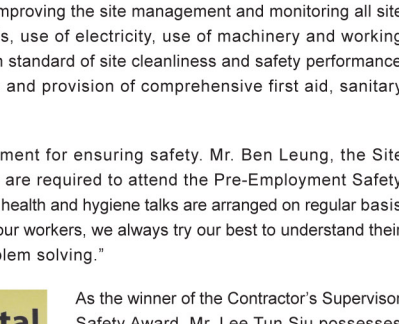 mproving the site management and monitoring all site
s, use of electricity, use of machinery and working
standard of site cleanliness and safety performance
and provision of comprehensive first aid, sanitary
ment for ensuring safety. Mr. Ben Leung, the Site
are required to attend the Pre-Employment Safety
health and hygiene talks are arranged on regular basis
our workers, we always try our best to understand their
blem solving.”
As the winner of the Contractor’s Supervisor
tal
Safety Award, Mr. Lee Tun Siu possesses